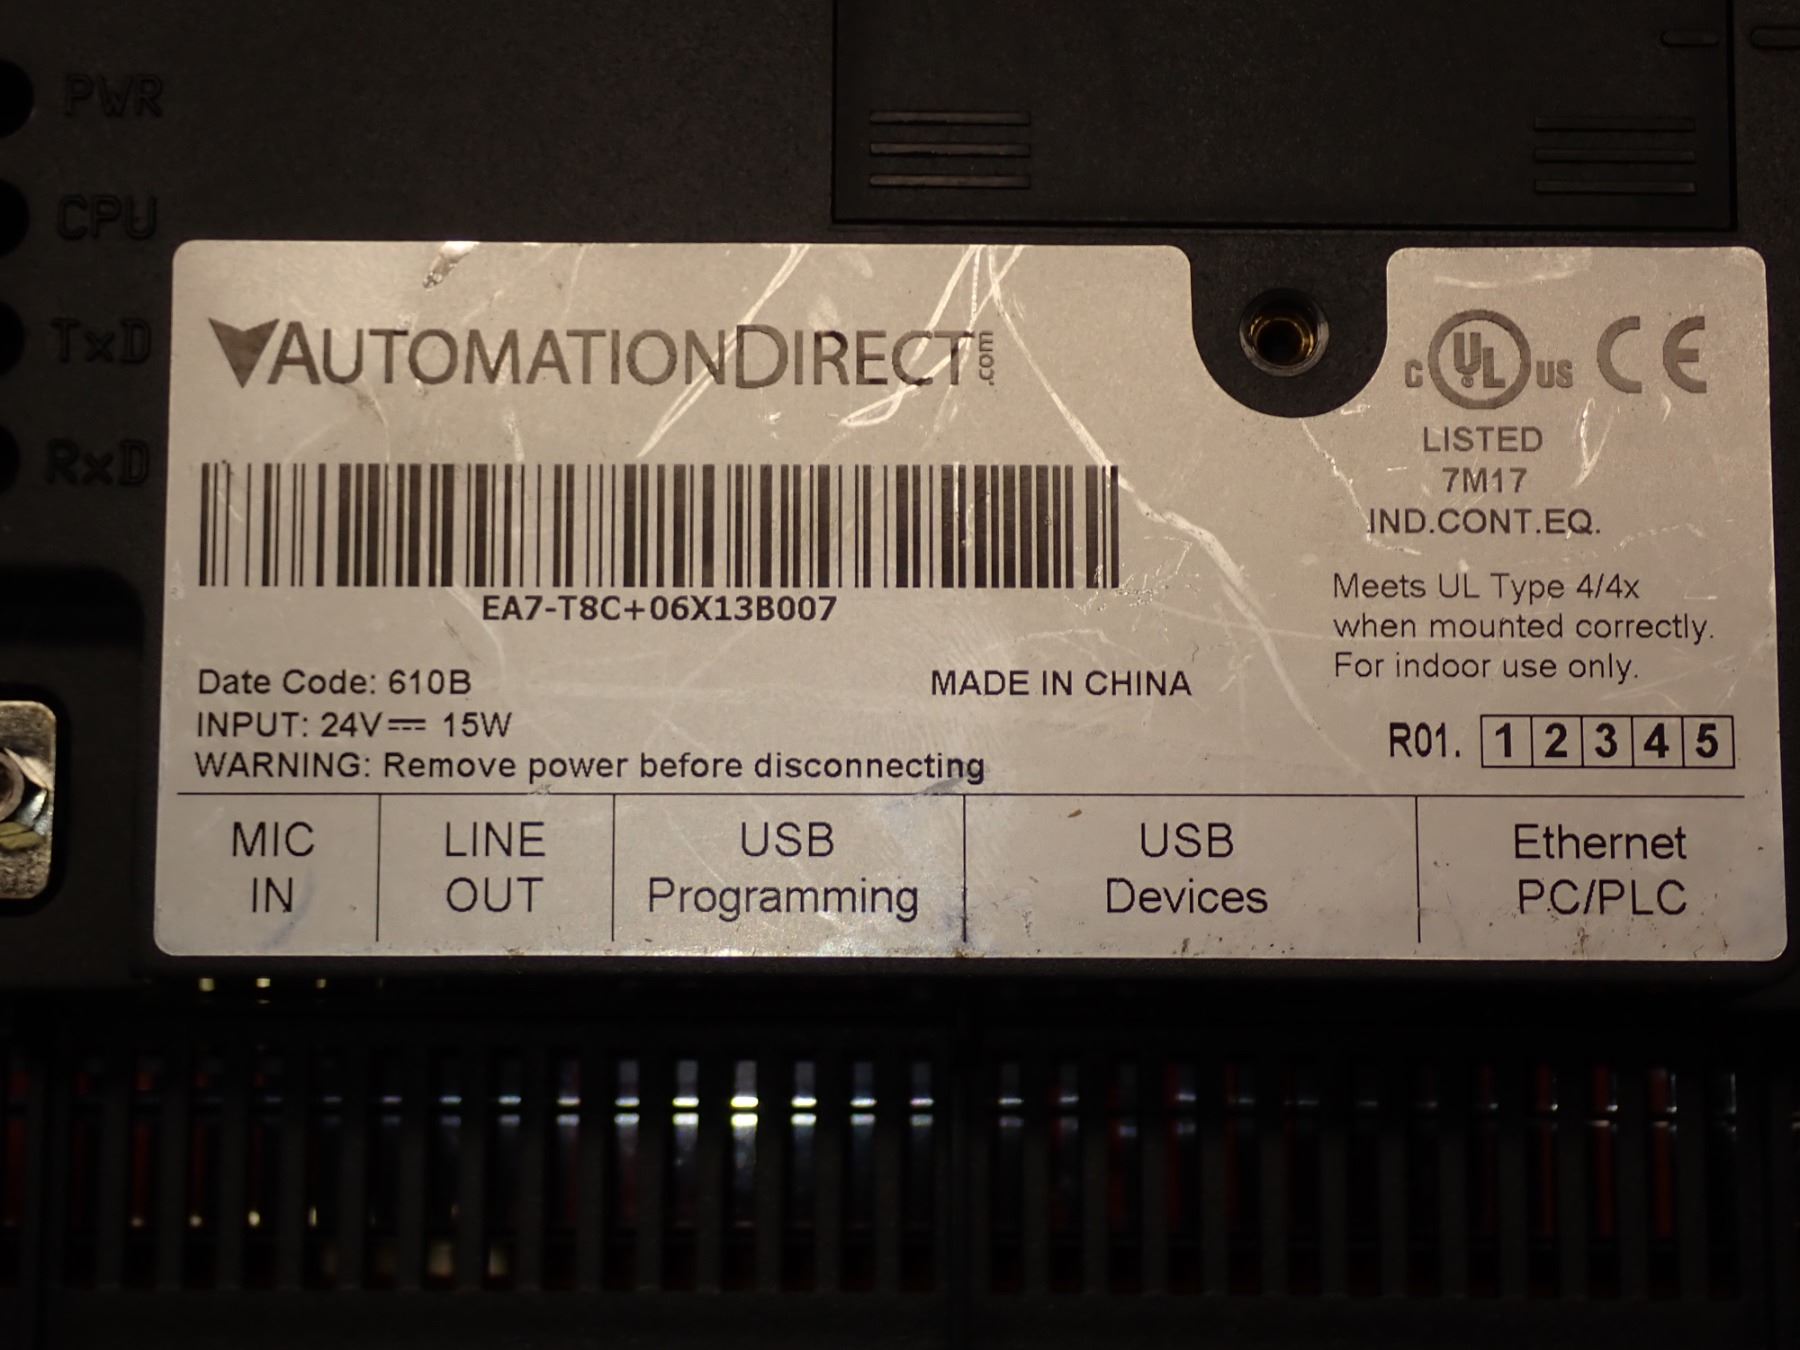 PWR
CPU
TxD
RxD
AUTOMATIONDIRECT.com
C UL US CE
LISTED
7M17
IND.CONT.EQ.
EA7-T8C+06X13B007
Meets UL Type 4/4x
when mounted correctly.
For indoor use only.
Date Code: 610B
MADE IN CHINA
INPUT: 24V⎓ 15W
WARNING: Remove power before disconnecting
R01. 1 2 3 4 5
MIC
IN
LINE
OUT
USB
Programming
USB
Devices
Ethernet
PC/PLC